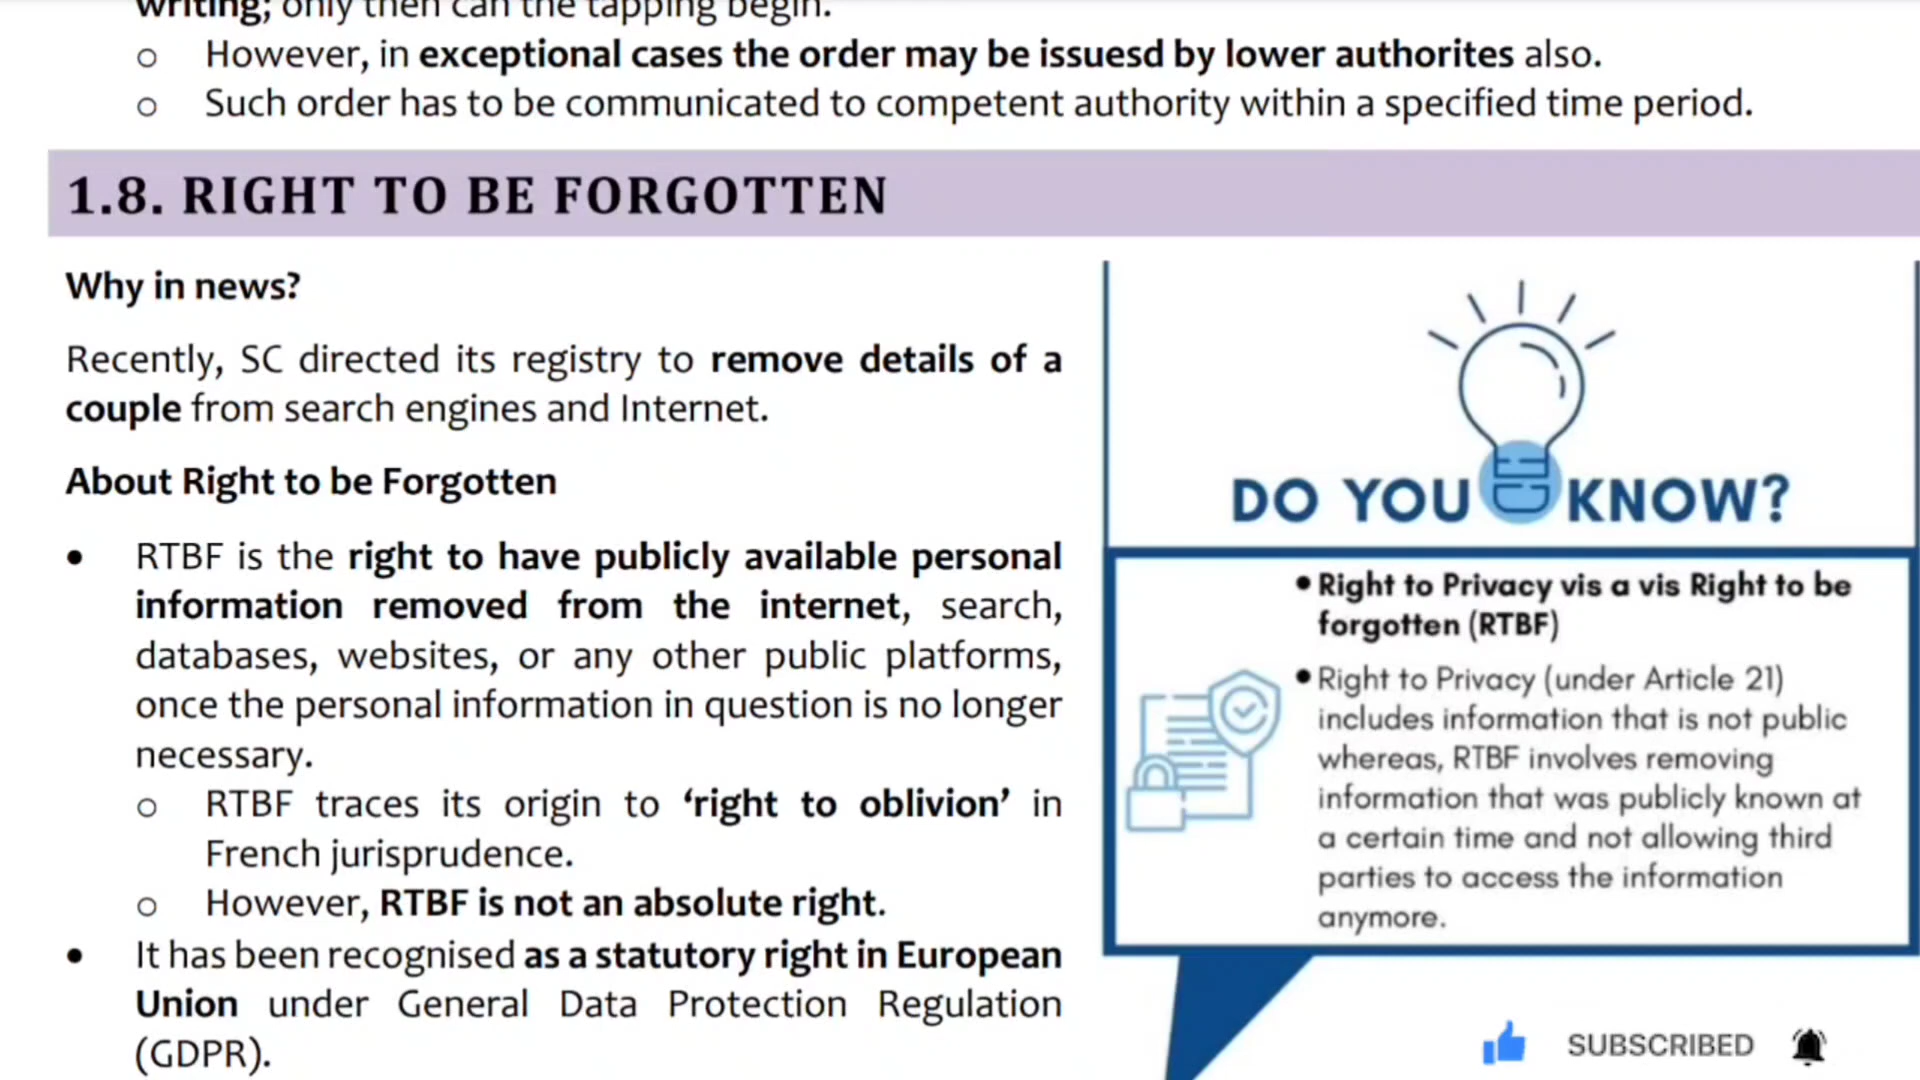 writing; only then can the tapping begin.
o However, in exceptional cases the order may be issuesd by lower authorites also.
o Such order has to be communicated to competent authority within a specified time period.
1.8. RIGHT TO BE FORGOTTEN
Why in news?
Recently, SC directed its registry to remove details of a
couple from search engines and Internet.
About Right to be Forgotten
• RTBF is the right to have publicly available personal
information removed from the internet, search,
databases, websites, or any other public platforms,
once the personal information in question is no longer
necessary.
o RTBF traces its origin to ‘right to oblivion’ in
French jurisprudence.
o However, RTBF is not an absolute right.
• It has been recognised as a statutory right in European
Union under General Data Protection Regulation
(GDPR).
DO YOU KNOW?
• Right to Privacy vis a vis Right to be
forgotten (RTBF)
• Right to Privacy (under Article 21)
includes information that is not public
whereas, RTBF involves removing
information that was publicly known at
a certain time and not allowing third
parties to access the information
anymore.
SUBSCRIBED